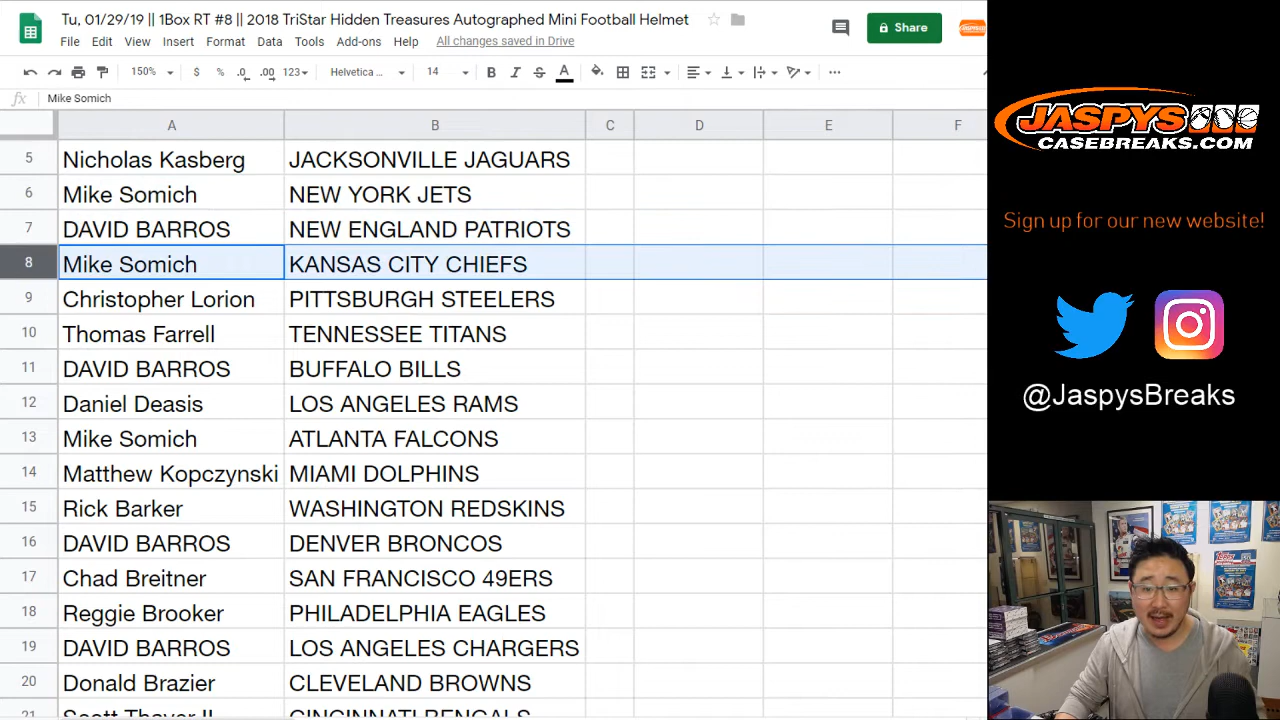 Tu, 01/29/19 || 1Box RT #8 || 2018 TriStar Hidden Treasures Autographed Mini Football Helmet
File Edit View Insert Format Data Tools Add-ons Help All changes saved in Drive
Share
150% $ % .0 .00 123 Helvetica ... 14 B I S A
fx Mike Somich
A B C D E F
5 Nicholas Kasberg JACKSONVILLE JAGUARS
6 Mike Somich NEW YORK JETS
7 DAVID BARROS NEW ENGLAND PATRIOTS
8 Mike Somich KANSAS CITY CHIEFS
9 Christopher Lorion PITTSBURGH STEELERS
10 Thomas Farrell TENNESSEE TITANS
11 DAVID BARROS BUFFALO BILLS
12 Daniel Deasis LOS ANGELES RAMS
13 Mike Somich ATLANTA FALCONS
14 Matthew Kopczynski MIAMI DOLPHINS
15 Rick Barker WASHINGTON REDSKINS
16 DAVID BARROS DENVER BRONCOS
17 Chad Breitner SAN FRANCISCO 49ERS
18 Reggie Brooker PHILADELPHIA EAGLES
19 DAVID BARROS LOS ANGELES CHARGERS
20 Donald Brazier CLEVELAND BROWNS
21 Scott Thayer II CINCINNATI BENGALS
JASPYS
CASEBREAKS.COM
Sign up for our new website!
@JaspysBreaks